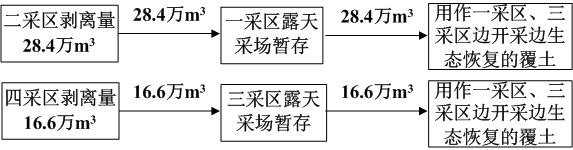 二采区剥离量
28.4万m³
28.4万m³
一采区露天
采场暂存
28.4万m³
用作一采区、三
采区边开采边生
态恢复的覆土
四采区剥离量
16.6万m³
16.6万m³
三采区露天
采场暂存
16.6万m³
用作一采区、三
采区边开采边生
态恢复的覆土